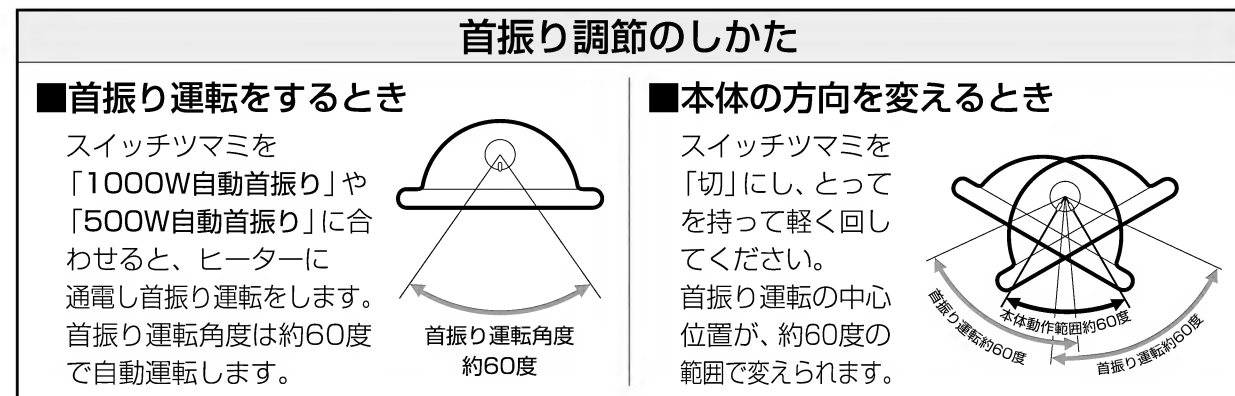 首振り調節のしかた
■首振り運転をするとき
スイッチツマミを
「1000W自動首振り」や
「500W自動首振り」に合
わせると、ヒーターに
通電し首振り運転をします。
首振り運転角度は約60度
で自動運転します。
首振り運転角度
約60度
■本体の方向を変えるとき
スイッチツマミを
「切」にし、とって
を持って軽く回し
てください。
首振り運転の中心
位置が、約60度の
範囲で変えられます。
本体動作範囲約60度
首振り運転約60度
首振り運転約60度